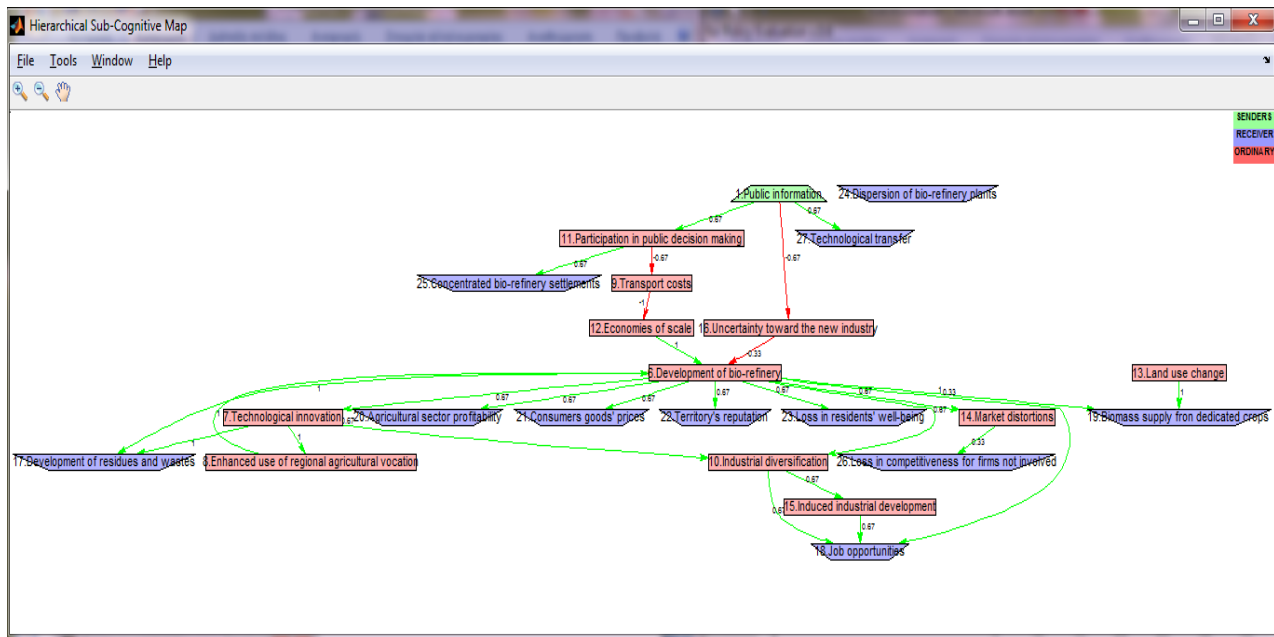 Hierarchical Sub-Cognitive Map
File Tools Window Help
SENDERS
RECEIVER
ORDINARY
1.Public information
24.Dispersion of bio-refinery plants
0.67
0.67
11.Participation in public decision making
27.Technological transfer
0.67
-0.67
-0.67
25.Concentrated bio-refinery settlements
9.Transport costs
-1
12.Economies of scale
16.Uncertainty toward the new industry
1
-0.33
6.Development of bio-refinery
13.Land use change
1
0.67
0.67
0.67
0.67
0.67
0.67
1
0.33
1
7.Technological innovation
20.Agricultural sector profitability
21.Consumers goods' prices
22.Territory's reputation
23.Loss in residents' well-being
14.Market distortions
19.Biomass supply fron dedicated crops
1
0.67
0.67
1
1
0.33
17.Development of residues and wastes
8.Enhanced use of regional agricultural vocation
10.Industrial diversification
26.Loss in competitiveness for firms not involved
0.67
0.67
15.Induced industrial development
0.67
18.Job opportunities